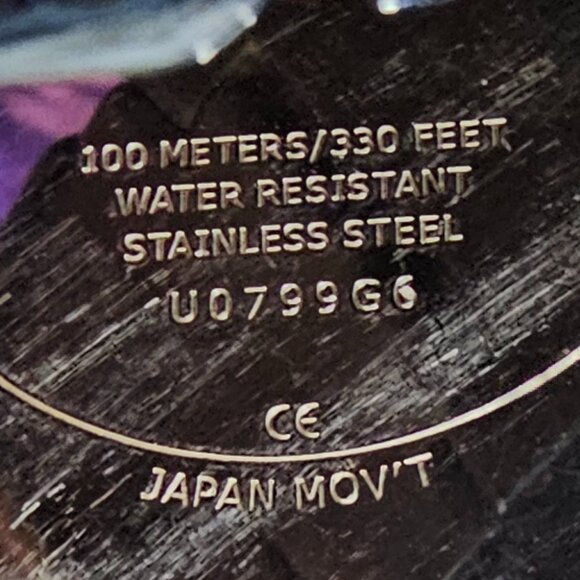 100 METERS/330 FEET
WATER RESISTANT
STAINLESS STEEL
U0799G6
CE
JAPAN MOV'T